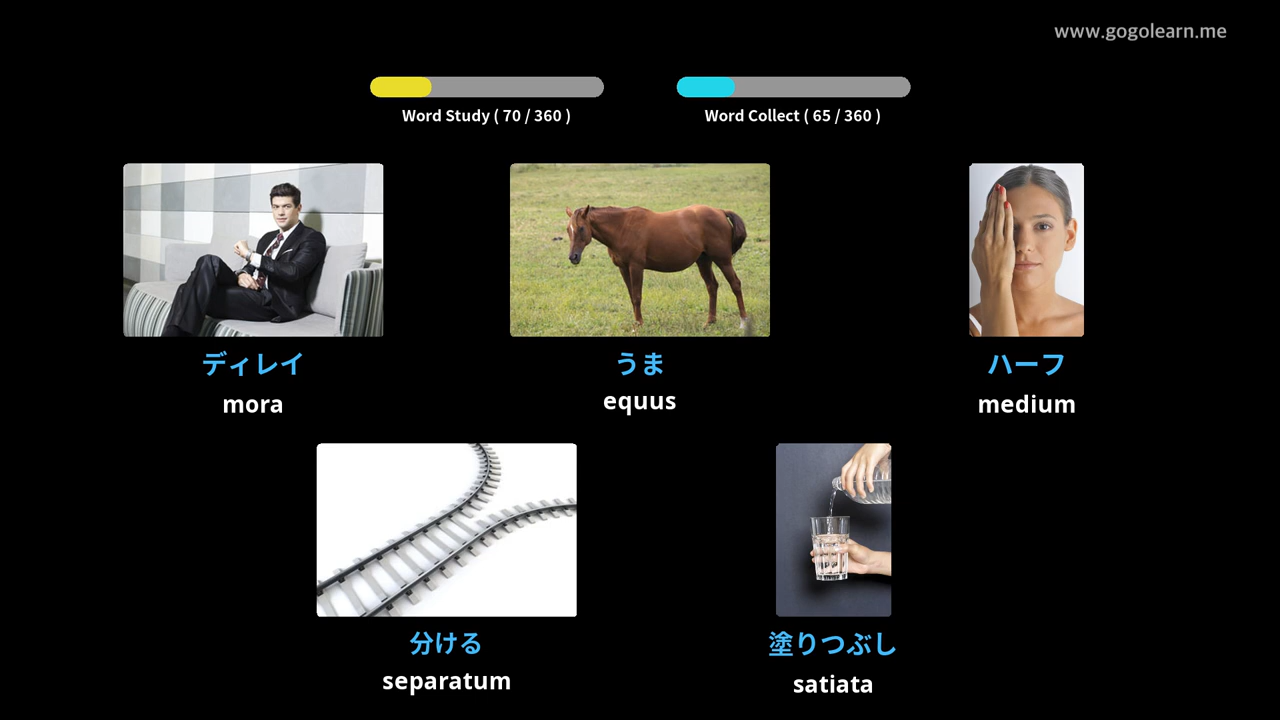 www.gogolearn.me
Word Study ( 70 / 360 )
Word Collect ( 65 / 360 )
ディレイ
mora
うま
equus
ハーフ
medium
分ける
separatum
塗りつぶし
satiata